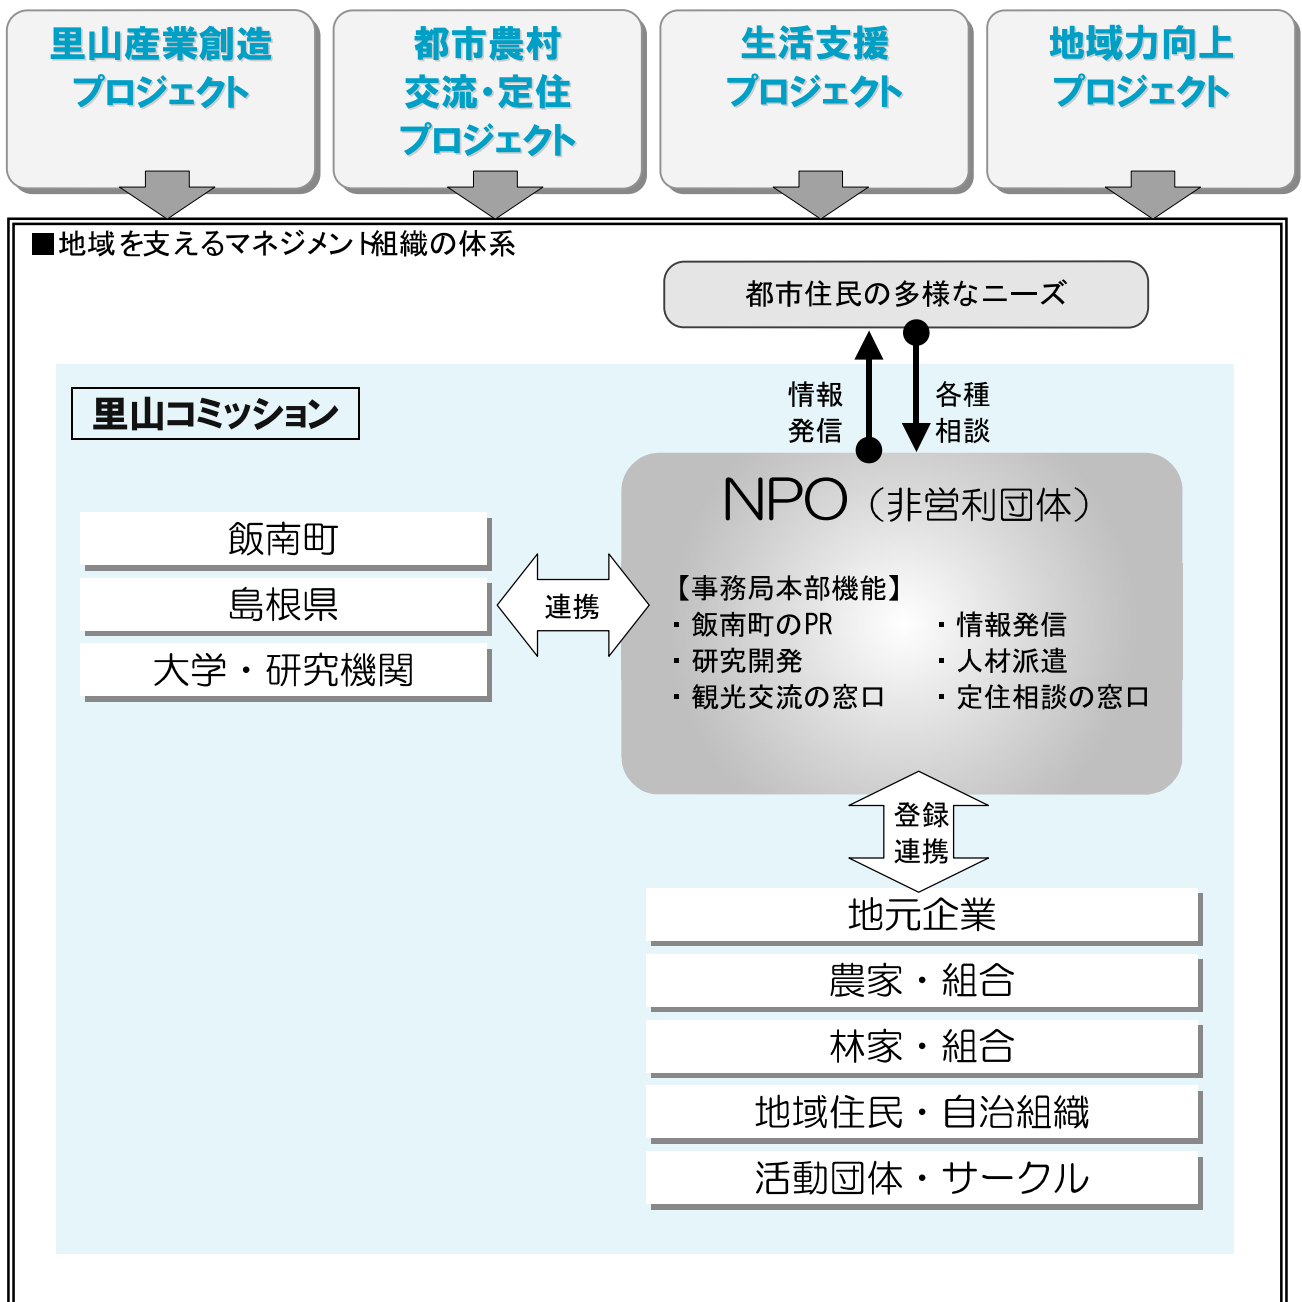 里山産業創造
プロジェクト
都市農村
交流・定住
プロジェクト
生活支援
プロジェクト
地域力向上
プロジェクト
■地域を支えるマネジメント組織の体系
都市住民の多様なニーズ
情報
発信
各種
相談
里山コミッション
NPO（非営利団体）
飯南町
島根県
大学・研究機関
連携
【事務局本部機能】
・飯南町のPR
・情報発信
・研究開発
・人材派遣
・観光交流の窓口
・定住相談の窓口
登録
連携
地元企業
農家・組合
林家・組合
地域住民・自治組織
活動団体・サークル